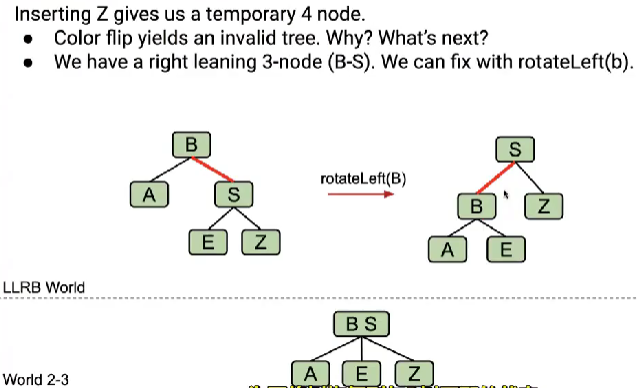 Inserting Z gives us a temporary 4 node.
• Color flip yields an invalid tree. Why? What's next?
• We have a right leaning 3-node (B-S). We can fix with rotateLeft(b).
B
S
A
S
rotateLeft(B)
B
Z
E
Z
A
E
LLRB World
B S
World 2-3
A
E
Z